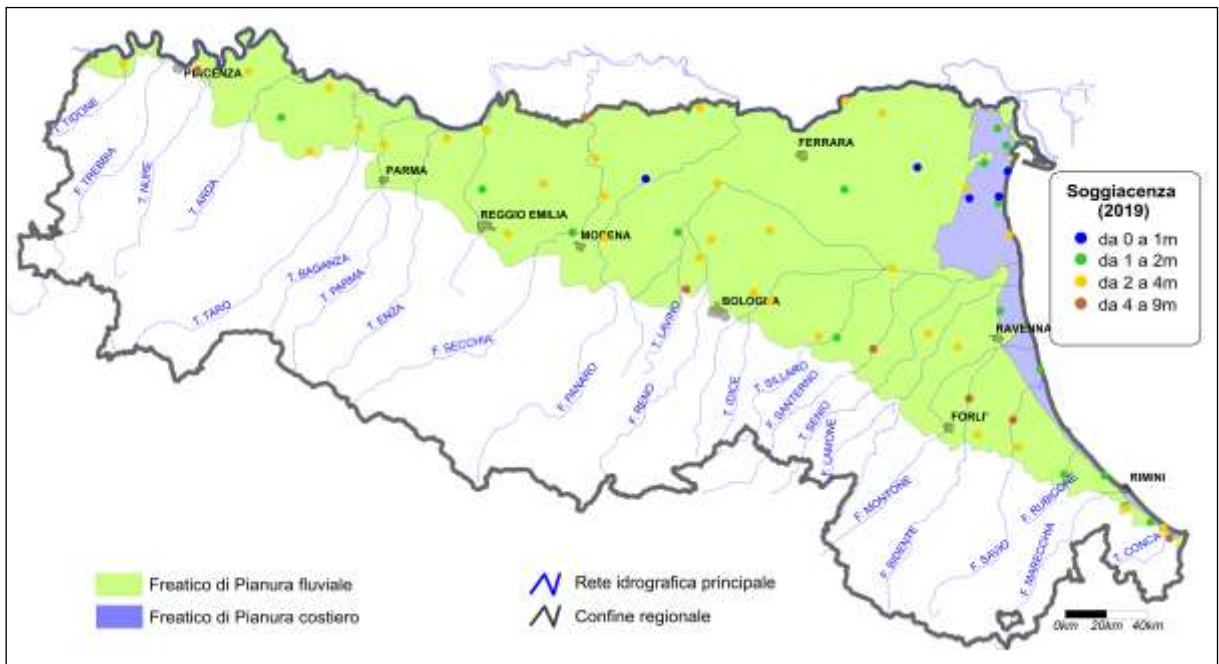 PIACENZA
T. TIDONE
F. TREBBIA
T. NURE
T. ARDA
PARMA
FERRARA
REGGIO EMILIA
MODENA
BOLOGNA
T. BAGANZA
T. PARMA
T. TARO
T. ENZA
F. SECCHIA
F. PANARO
T. LAVINO
F. RENO
T. IDICE
T. SILLARO
F. SANTERNO
T. SENIO
F. LAMONE
RAVENNA
FORLI'
F. MONTONE
F. BIDENTE
F. SAVIO
F. RUBICONE
F. MARECCHIA
RIMINI
T. CONCA
Soggiacenza
(2019)
da 0 a 1m
da 1 a 2m
da 2 a 4m
da 4 a 9m
Freatico di Pianura fluviale
Freatico di Pianura costiero
Rete idrografica principale
Confine regionale
0km 20km 40km